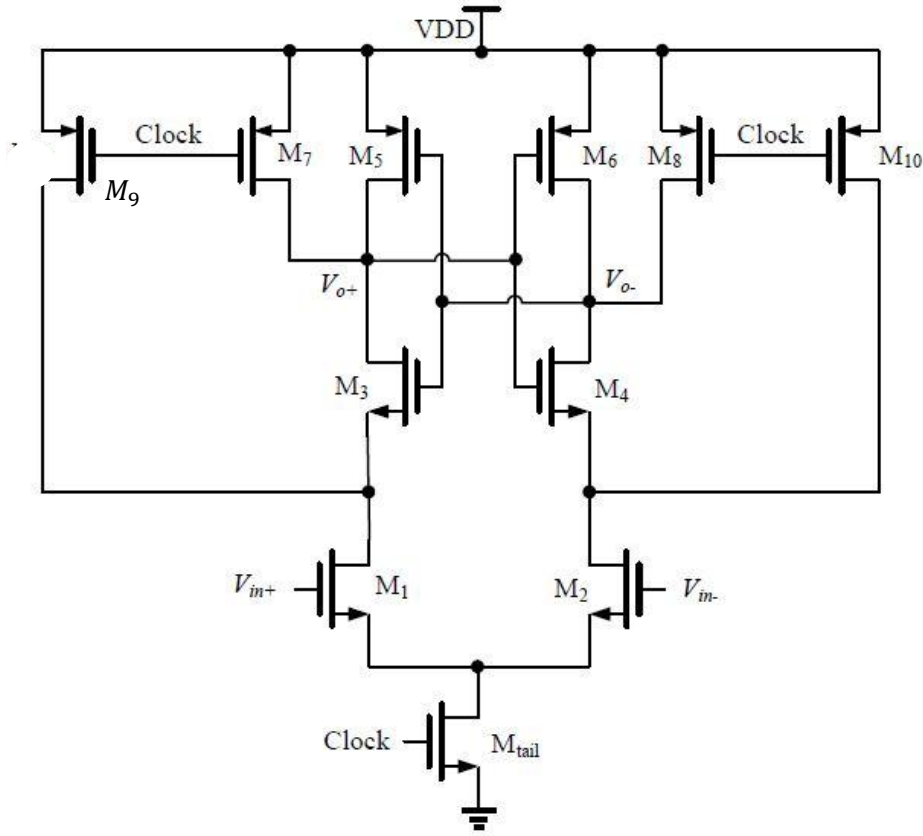 VDD
Clock
M7
M5
M6
M8
Clock
M10
M9
Vo+
Vo-
M3
M4
Vin+
M1
M2
Vin-
Clock
Mtail